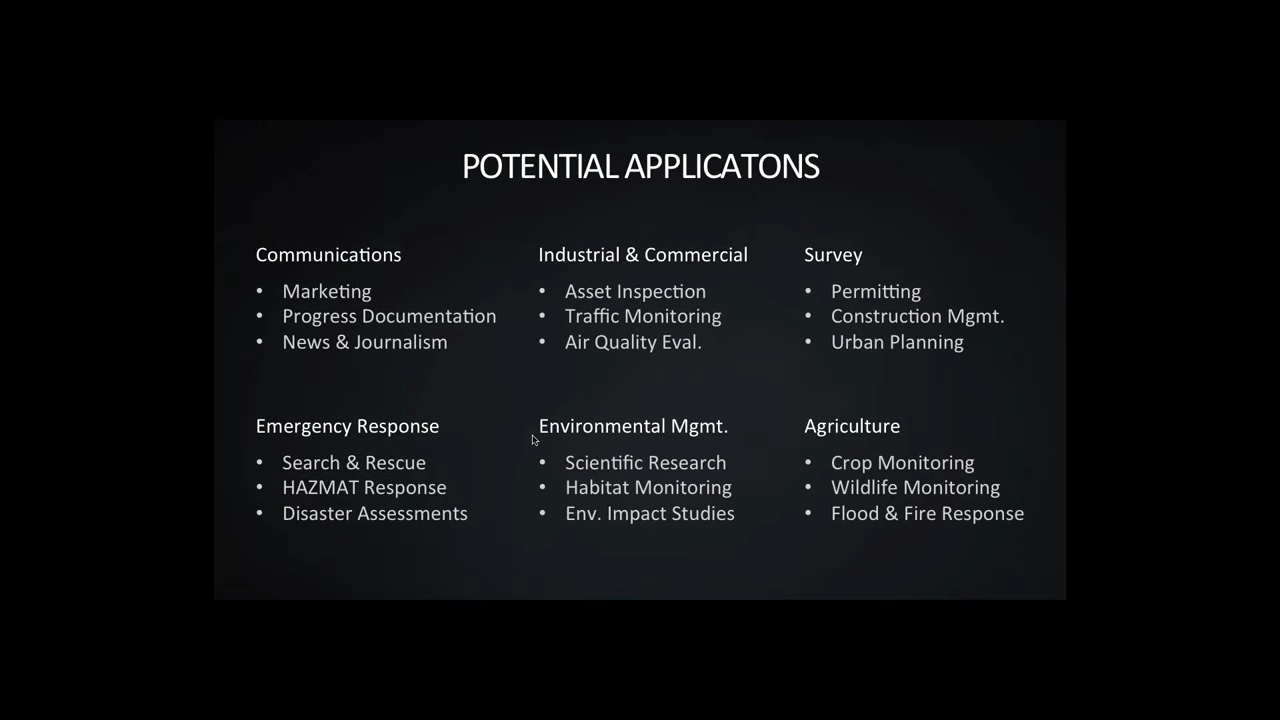 POTENTIAL APPLICATONS
Communications
• Marketing
• Progress Documentation
• News & Journalism
Industrial & Commercial
• Asset Inspection
• Traffic Monitoring
• Air Quality Eval.
Survey
• Permitting
• Construction Mgmt.
• Urban Planning
Emergency Response
• Search & Rescue
• HAZMAT Response
• Disaster Assessments
Environmental Mgmt.
• Scientific Research
• Habitat Monitoring
• Env. Impact Studies
Agriculture
• Crop Monitoring
• Wildlife Monitoring
• Flood & Fire Response